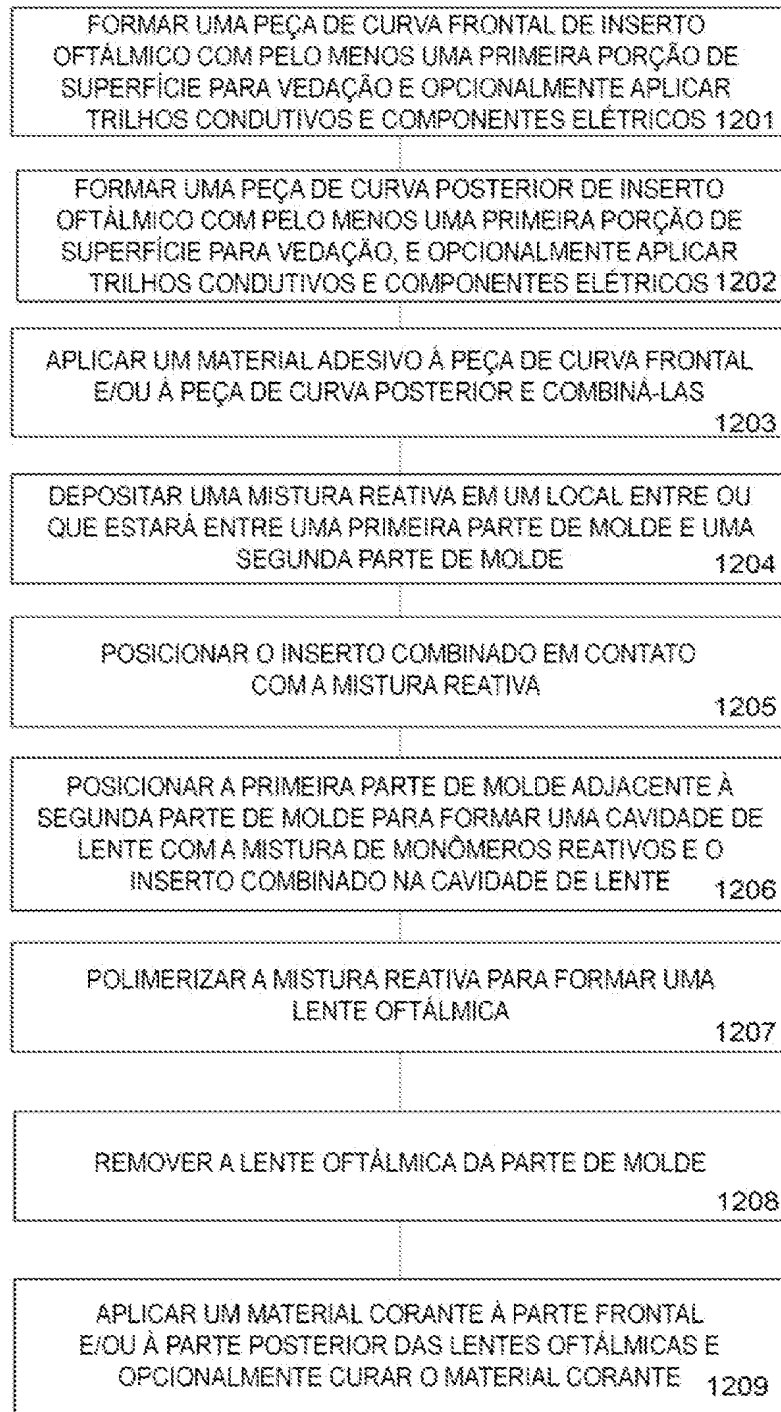 FORMAR UMA PEÇA DE CURVA FRONTAL DE INSERTO
OFTÁLMICO COM PELO MENOS UMA PRIMEIRA PORÇÃO DE
SUPERFÍCIE PARA VEDAÇÃO E OPCIONALMENTE APLICAR
TRILHOS CONDUTIVOS E COMPONENTES ELÉTRICOS 1201
FORMAR UMA PEÇA DE CURVA POSTERIOR DE INSERTO
OFTÁLMICO COM PELO MENOS UMA PRIMEIRA PORÇÃO DE
SUPERFÍCIE PARA VEDAÇÃO, E OPCIONALMENTE APLICAR
TRILHOS CONDUTIVOS E COMPONENTES ELÉTRICOS 1202
APLICAR UM MATERIAL ADESIVO À PEÇA DE CURVA FRONTAL
E/OU À PEÇA DE CURVA POSTERIOR E COMBINÁ-LAS
1203
DEPOSITAR UMA MISTURA REATIVA EM UM LOCAL ENTRE OU
QUE ESTARÁ ENTRE UMA PRIMEIRA PARTE DE MOLDE E UMA
SEGUNDA PARTE DE MOLDE 1204
POSICIONAR O INSERTO COMBINADO EM CONTATO
COM A MISTURA REATIVA
1205
POSICIONAR A PRIMEIRA PARTE DE MOLDE ADJACENTE À
SEGUNDA PARTE DE MOLDE PARA FORMAR UMA CAVIDADE DE
LENTE COM A MISTURA DE MONÔMEROS REATIVOS E O
INSERTO COMBINADO NA CAVIDADE DE LENTE 1206
POLIMERIZAR A MISTURA REATIVA PARA FORMAR UMA
LENTE OFTÁLMICA
1207
REMOVER A LENTE OFTÁLMICA DA PARTE DE MOLDE
1208
APLICAR UM MATERIAL CORANTE À PARTE FRONTAL
E/OU À PARTE POSTERIOR DAS LENTES OFTÁLMICAS E
OPCIONALMENTE CURAR O MATERIAL CORANTE 1209